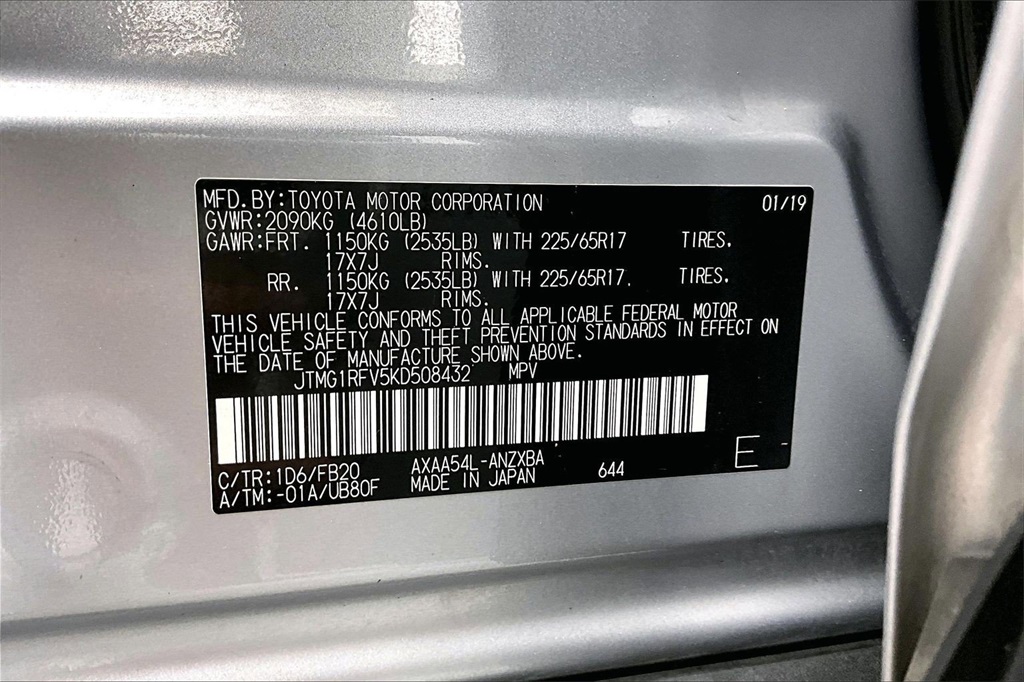 MFD.BY:TOYOTA MOTOR CORPORATION 01/19
GVWR:2090KG (4610LB)
GAWR:FRT. 1150KG (2535LB) WITH 225/65R17 TIRES.
17X7J RIMS.
RR. 1150KG (2535LB) WITH 225/65R17. TIRES.
17X7J RIMS.
THIS VEHICLE CONFORMS TO ALL APPLICABLE FEDERAL MOTOR
VEHICLE SAFETY AND THEFT PREVENTION STANDARDS IN EFFECT ON
THE DATE OF MANUFACTURE SHOWN ABOVE.
JTMG1RFV5KD508432 MPV
C/TR:1D6/FB20 AXAA54L-ANZXBA 644 E
A/TM:-01A/UB80F MADE IN JAPAN